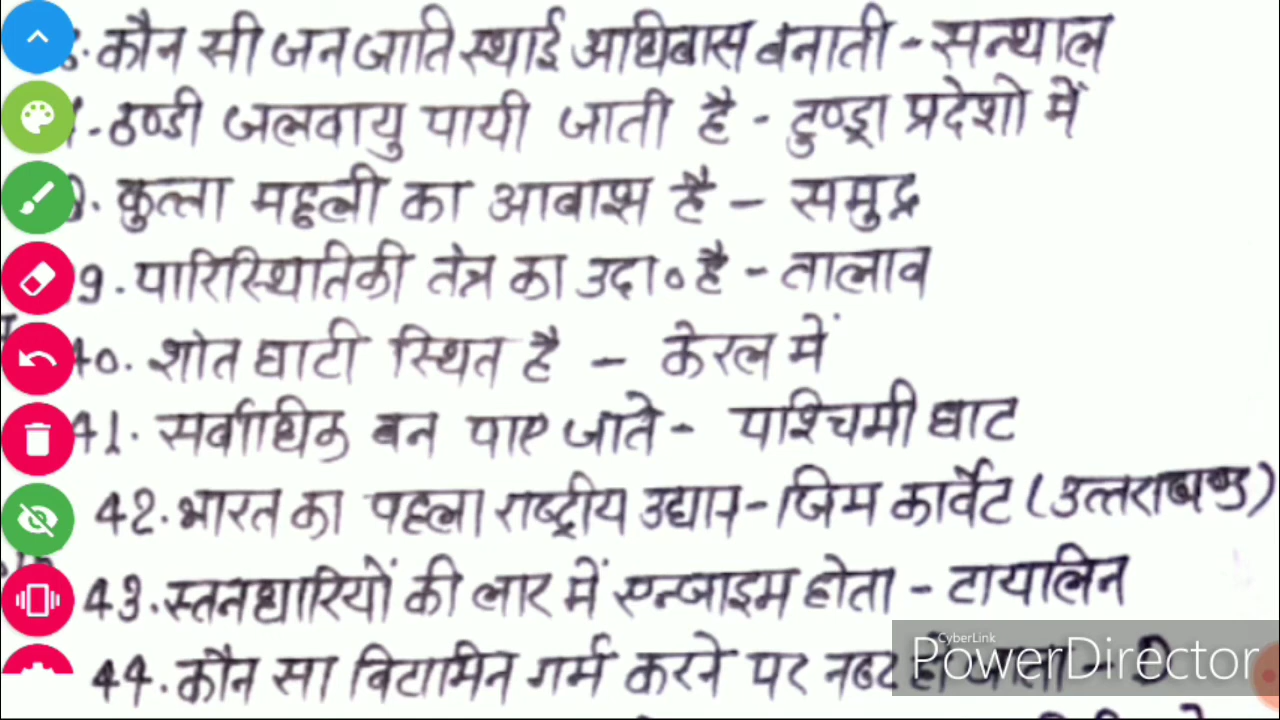 .कौन सी जनजाति स्थाई अधिवास बनाती - सन्थाल
.-ठण्डी जलवायु पायी जाती है - टुण्ड्रा प्रदेशो में
. कुत्ता मछली का आवाश है - समुद्र
9. पारिस्थितिकी तंत्र का उदा० है - तालाव
40. शांत घाटी स्थित है - केरल में
41. सर्वाधिक वन पाए जाते - पश्चिमी घाट
42. भारत का पहला राष्ट्रीय उद्यान - जिम कार्वेट (उत्तराखण्ड)
43. स्तनधारियों की लार में एन्जाइम होता - टायालिन
44. कौन सा विटामिन गर्म करने पर नष्ट हो जाता - D
CyberLink
PowerDirector